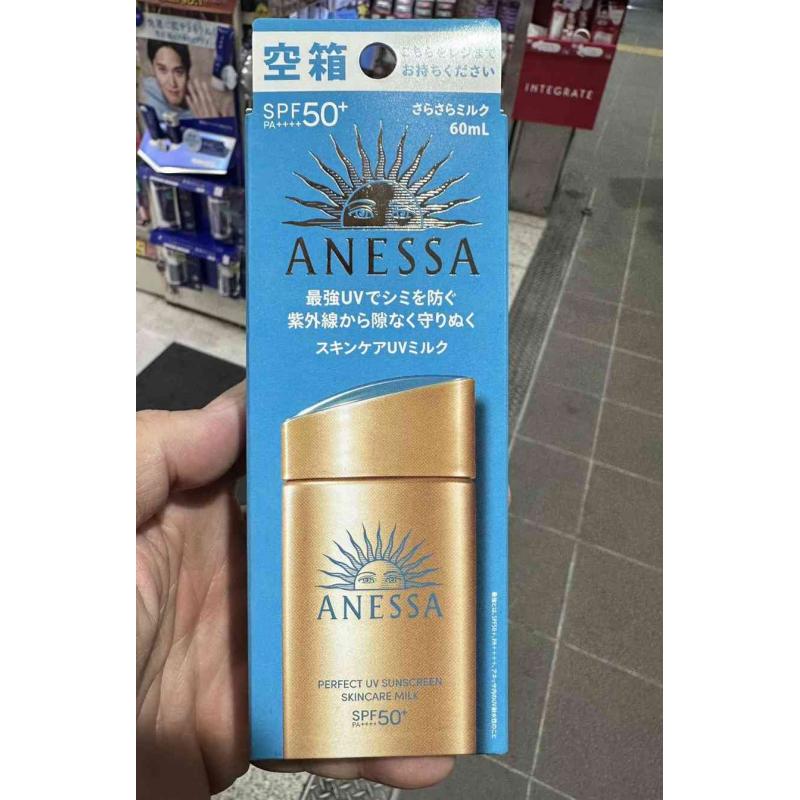 空箱
こちらをレジまで
お持ちください
SPF50+
PA++++
さらさらミルク
60mL
ANESSA
最強UVでシミを防ぐ
紫外線から隙なく守りぬく
スキンケアUVミルク
ANESSA
PERFECT UV SUNSCREEN
SKINCARE MILK
SPF50+
PA++++
INTEGRATE